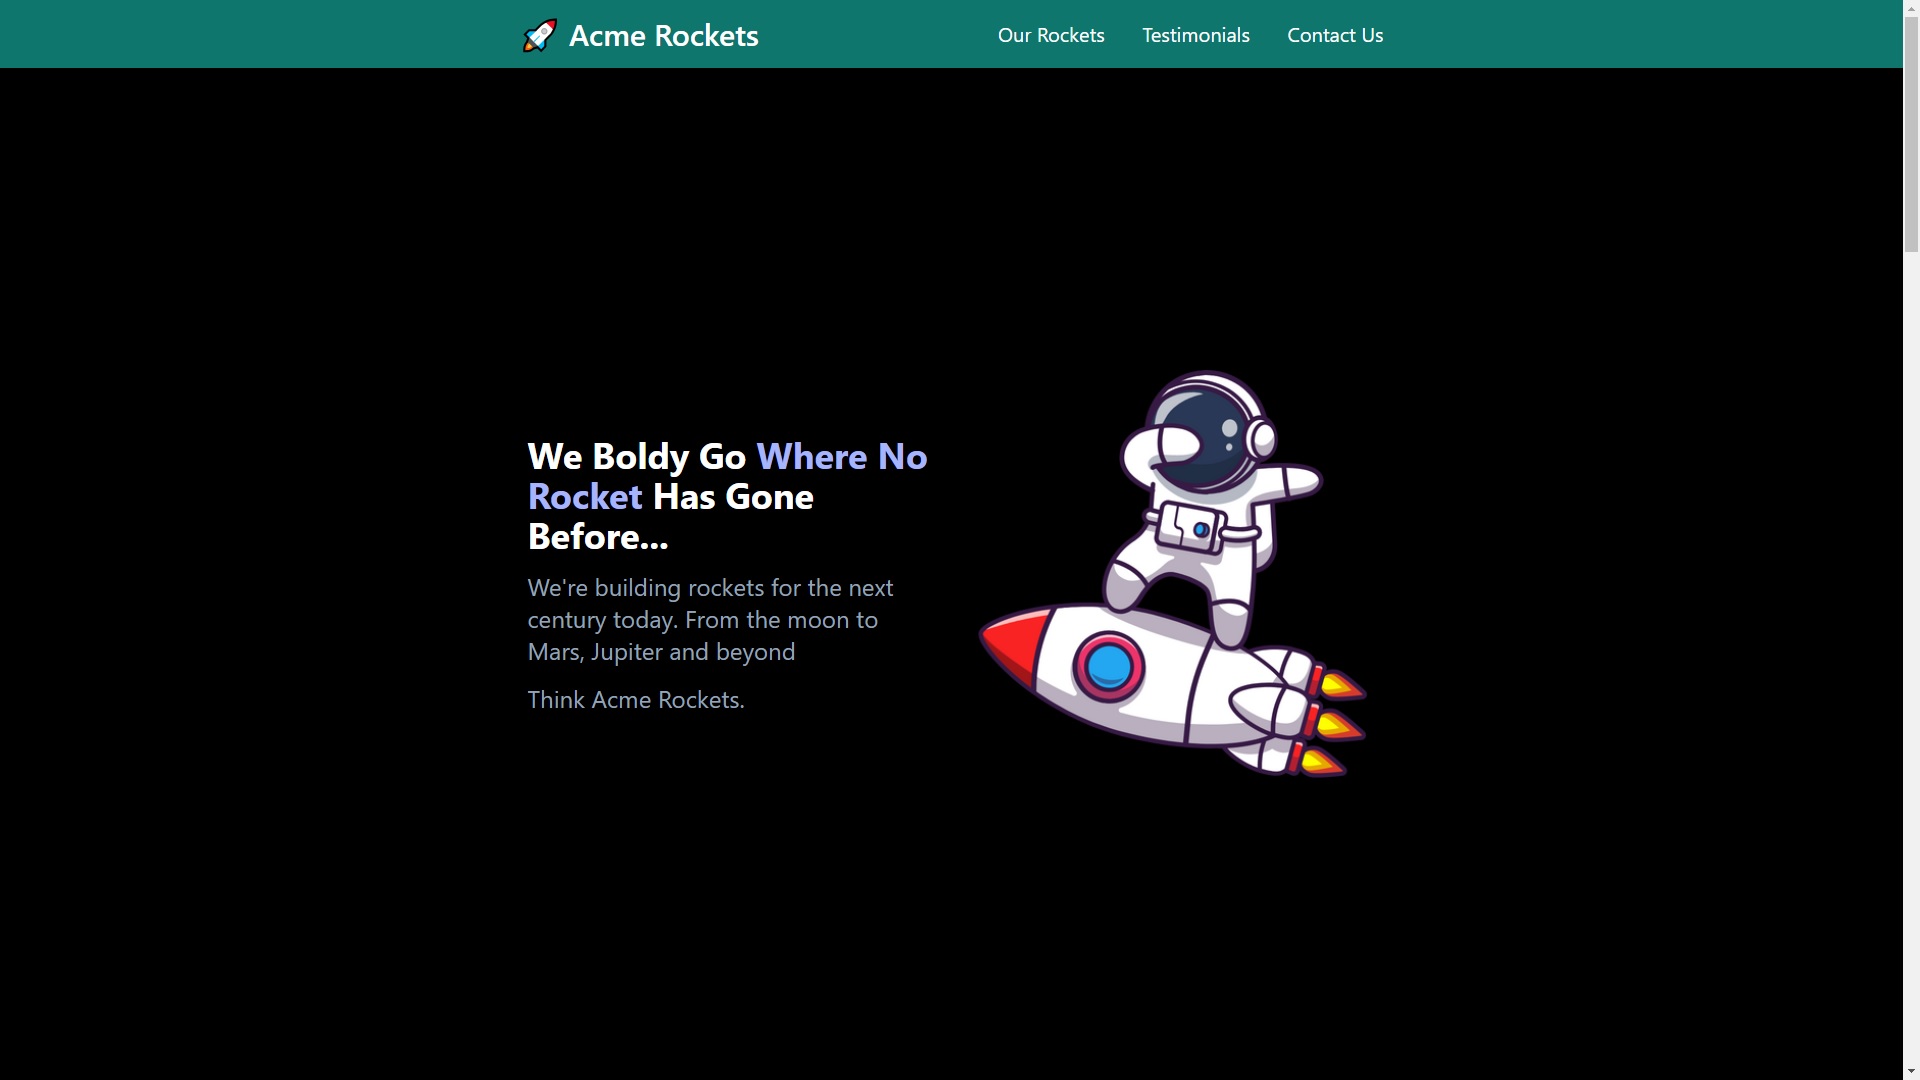 Acme Rockets
Our Rockets
Testimonials
Contact Us
We Boldy Go Where No
Rocket Has Gone
Before...
We're building rockets for the next
century today. From the moon to
Mars, Jupiter and beyond
Think Acme Rockets.